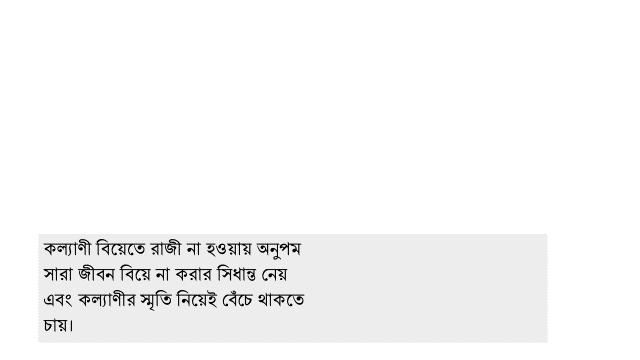 কল্যাণী বিয়েতে রাজী না হওয়ায় অনুপম
সারা জীবন বিয়ে না করার সিধান্ত নেয়
এবং কল্যাণীর স্মৃতি নিয়েই বেঁচে থাকতে
চায়।